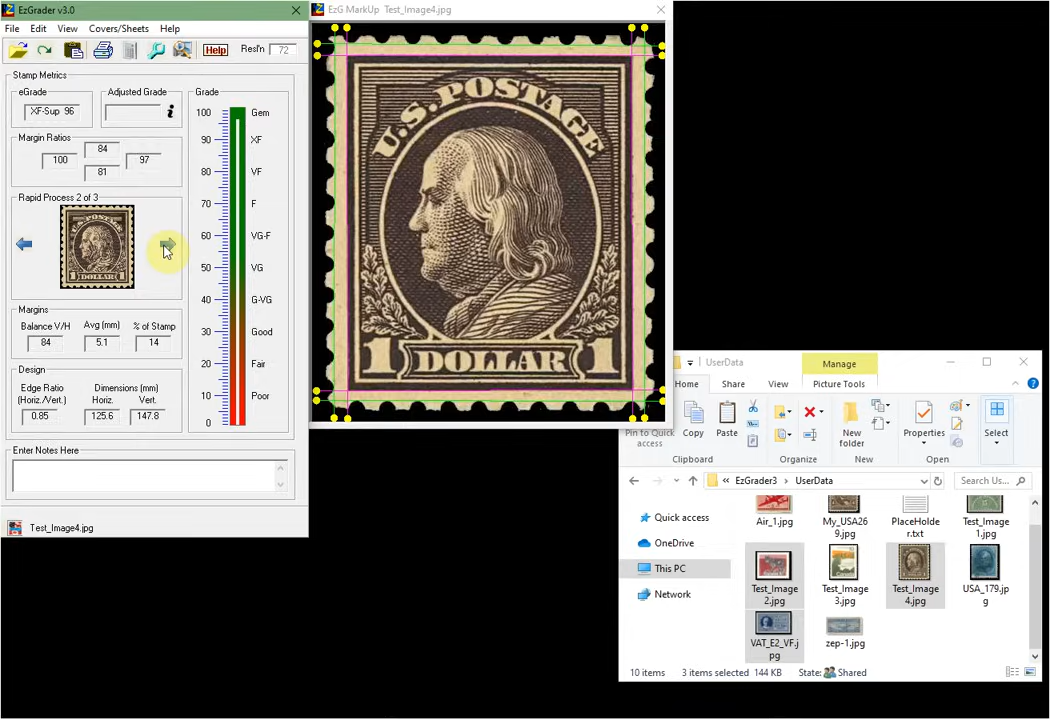 EzGrader v3.0
File Edit View Covers/Sheets Help
Help Resl'n 72
Stamp Metrics
eGrade
XF-Sup 96
Adjusted Grade
i
Margin Ratios
84
100
97
81
Rapid Process 2 of 3
U.S. POSTAGE
1 DOLLAR 1
Margins
Balance V/H Avg (mm) % of Stamp
84 5.1 14
Design
Edge Ratio (Horiz./Vert.)
0.85
Dimensions (mm)
Horiz. Vert.
125.6 147.8
Grade
100 Gem
90 XF
80 VF
70 F
60 VG-F
50 VG
40 G-VG
30 Good
20 Fair
10 Poor
0
Enter Notes Here
Test_Image4.jpg
EzG MarkUp Test_Image4.jpg
U.S. POSTAGE
1 DOLLAR 1
UserData
Manage
Home Share View Picture Tools
Pin to Quick access
Copy
Paste
Clipboard
Organize
New folder
New
Properties
Open
Select
« EzGrader3 › UserData
Search Us...
Quick access
OneDrive
This PC
Network
Air_1.jpg
My_USA269.jpg
PlaceHolder.txt
Test_Image1.jpg
Test_Image2.jpg
Test_Image3.jpg
Test_Image4.jpg
USA_179.jpg
VAT_E2_VF.jpg
zep-1.jpg
10 items 3 items selected 144 KB State: Shared